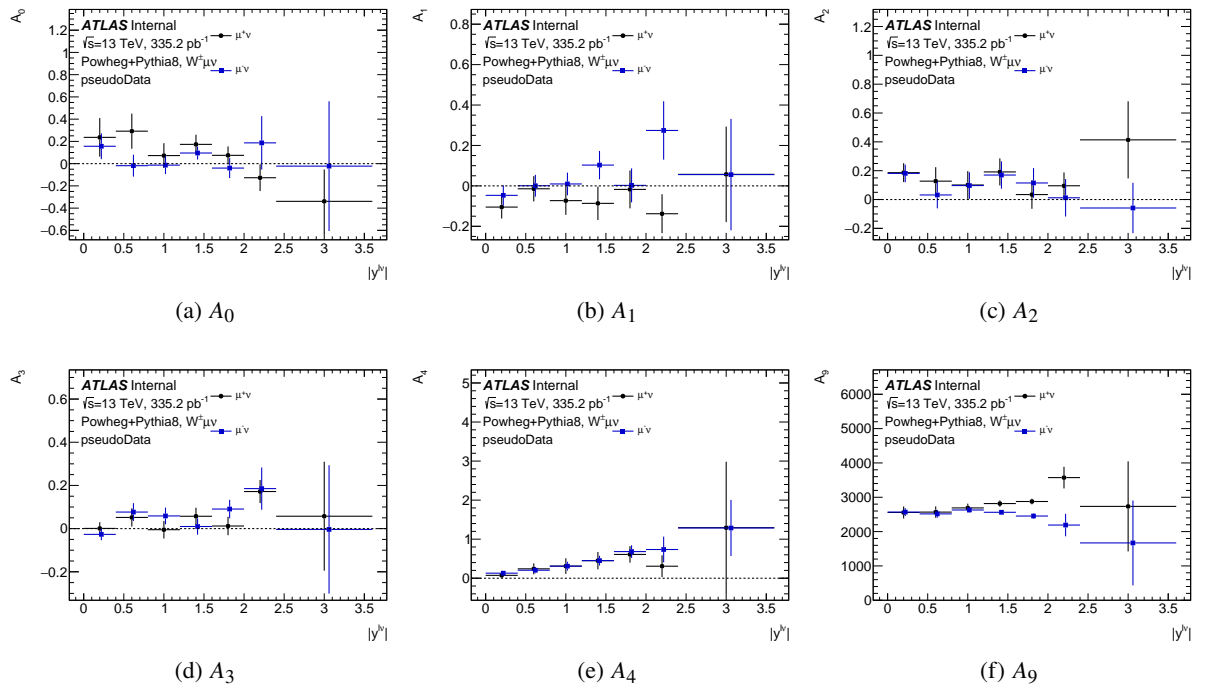 A₀
ATLAS Internal
√s=13 TeV, 335.2 pb⁻¹
Powheg+Pythia8, W±μν
pseudoData
μ⁺ν
μ⁻ν
1.2
1
0.8
0.6
0.4
0.2
0
−0.2
−0.4
−0.6
0 0.5 1 1.5 2 2.5 3 3.5
|y^lν|
(a) A₀
A₁
ATLAS Internal
√s=13 TeV, 335.2 pb⁻¹
Powheg+Pythia8, W±μν
pseudoData
μ⁺ν
μ⁻ν
0.8
0.6
0.4
0.2
0
−0.2
0 0.5 1 1.5 2 2.5 3 3.5
|y^lν|
(b) A₁
A₂
ATLAS Internal
√s=13 TeV, 335.2 pb⁻¹
Powheg+Pythia8, W±μν
pseudoData
μ⁺ν
μ⁻ν
1.2
1
0.8
0.6
0.4
0.2
0
−0.2
0 0.5 1 1.5 2 2.5 3 3.5
|y^lν|
(c) A₂
A₃
ATLAS Internal
√s=13 TeV, 335.2 pb⁻¹
Powheg+Pythia8, W±μν
pseudoData
μ⁺ν
μ⁻ν
0.6
0.4
0.2
0
−0.2
0 0.5 1 1.5 2 2.5 3 3.5
|y^lν|
(d) A₃
A₄
ATLAS Internal
√s=13 TeV, 335.2 pb⁻¹
Powheg+Pythia8, W±μν
pseudoData
μ⁺ν
μ⁻ν
5
4
3
2
1
0
0 0.5 1 1.5 2 2.5 3 3.5
|y^lν|
(e) A₄
A₉
ATLAS Internal
√s=13 TeV, 335.2 pb⁻¹
Powheg+Pythia8, W±μν
pseudoData
μ⁺ν
μ⁻ν
6000
5000
4000
3000
2000
1000
0
0 0.5 1 1.5 2 2.5 3 3.5
|y^lν|
(f) A₉